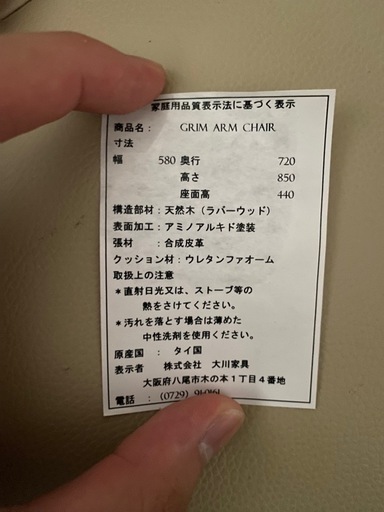 家庭用品質表示法に基づく表示
商品名： GRIM ARM CHAIR
寸法
幅 580 奥行 720
高さ 850
座面高 440
構造部材：天然木（ラバーウッド）
表面加工：アミノアルキド塗装
張材 ：合成皮革
クッション材：ウレタンファオーム
取扱上の注意
＊直射日光又は、ストーブ等の
熱をさけてください。
＊汚れを落とす場合は薄めた
中性洗剤を使用ください。
原産国 ： タイ国
表示者 株式会社 大川家具
大阪府八尾市木の本１丁目４番地
電話 ：（0729）